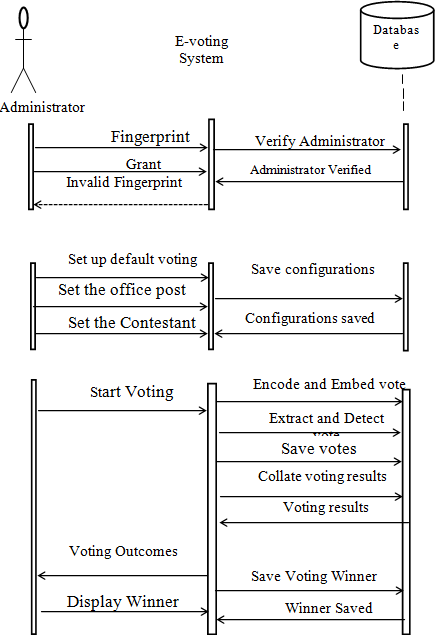 E-voting
System
Databas
e
Administrator
Fingerprint
Verify Administrator
Grant
Administrator Verified
Invalid Fingerprint
Set up default voting
Save configurations
Set the office post
Set the Contestant
Configurations saved
Start Voting
Encode and Embed vote
Extract and Detect
Save votes
Collate voting results
Voting results
Voting Outcomes
Save Voting Winner
Display Winner
Winner Saved